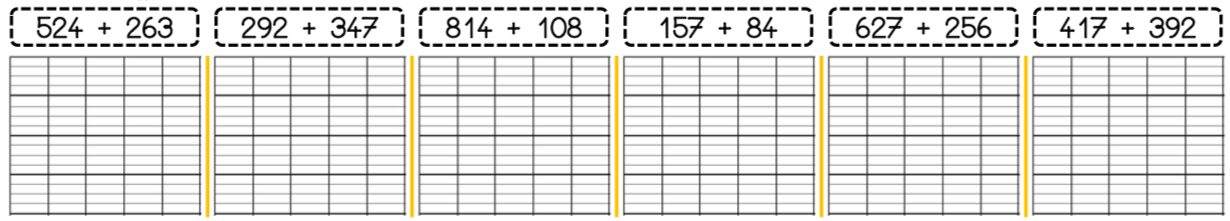 524 + 263 292 + 347 814 + 108 157 + 84 627 + 256 417 + 392